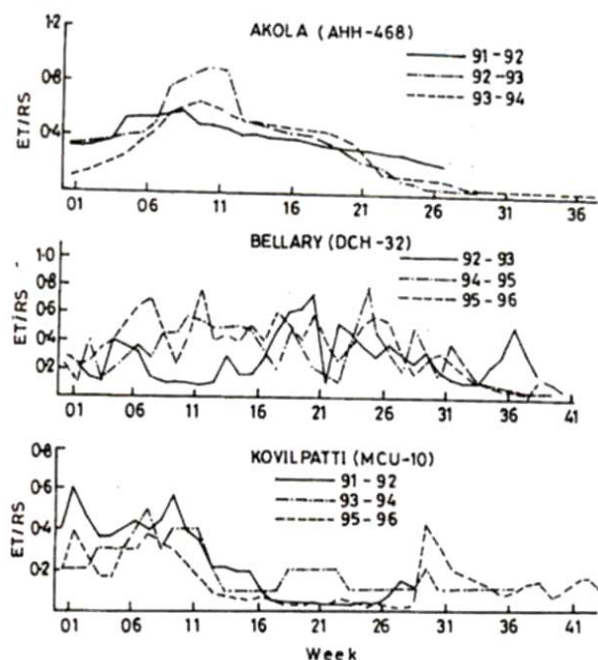 AKOLA (AHH-468)
91-92
92-93
93-94
ET/RS
1.2
0.8
0.4
01 06 11 16 21 26 31 36
BELLARY (DCH-32)
92-93
94-95
95-96
ET/RS
1.0
0.8
0.6
0.4
0.2
01 06 11 16 21 26 31 36 41
KOVILPATTI (MCU-10)
91-92
93-94
95-96
ET/RS
0.8
0.6
0.4
0.2
01 06 11 16 21 26 31 36 41
Week